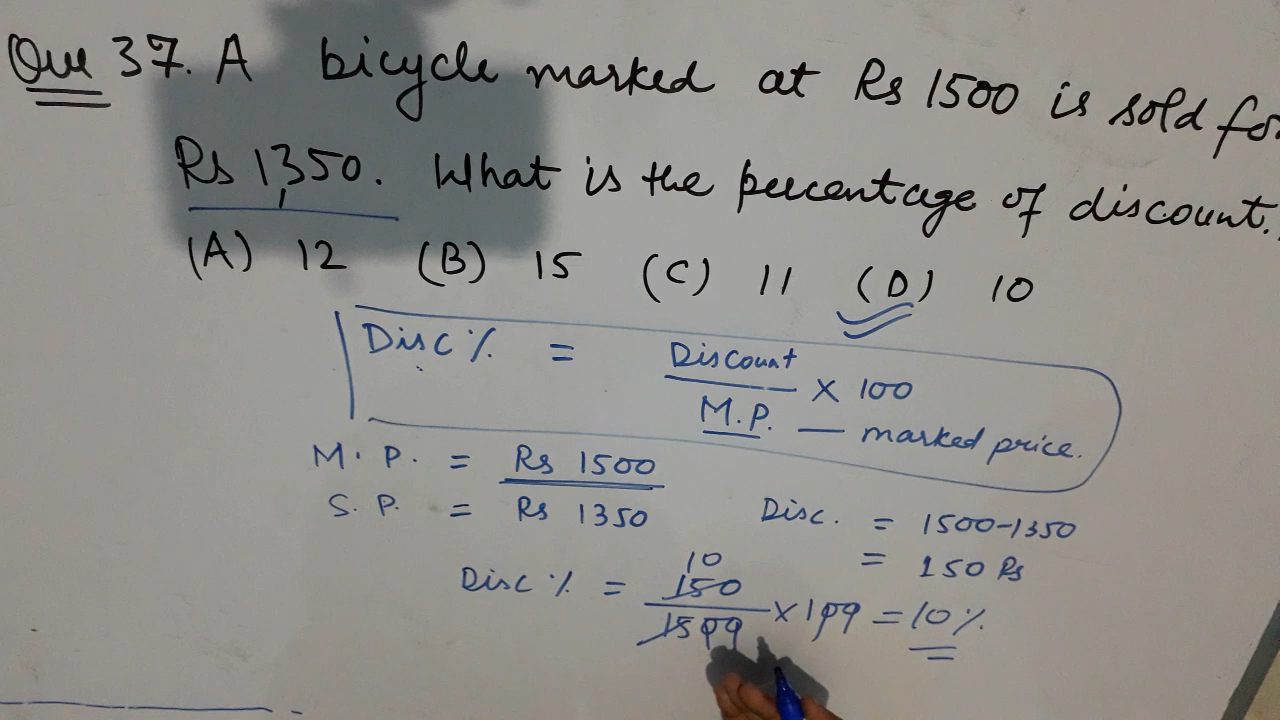 Que 37. A bicycle marked at Rs 1500 is sold for
Rs 1350. What is the percentage of discount.
(A) 12 (B) 15 (C) 11 (D) 10
Disc % = Discount / M.P. × 100
— marked price.
M.P. = Rs 1500
S.P. = Rs 1350
Disc. = 1500-1350
= 150 Rs
10
Disc % = 150 / 1500 × 100 = 10%